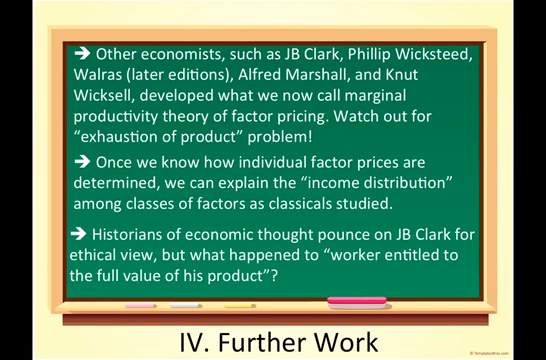 ➔ Other economists, such as JB Clark, Phillip Wicksteed,
Walras (later editions), Alfred Marshall, and Knut
Wicksell, developed what we now call marginal
productivity theory of factor pricing. Watch out for
“exhaustion of product” problem!
➔ Once we know how individual factor prices are
determined, we can explain the “income distribution”
among classes of factors as classicals studied.
➔ Historians of economic thought pounce on JB Clark for
ethical view, but what happened to “worker entitled to
the full value of his product”?
IV. Further Work